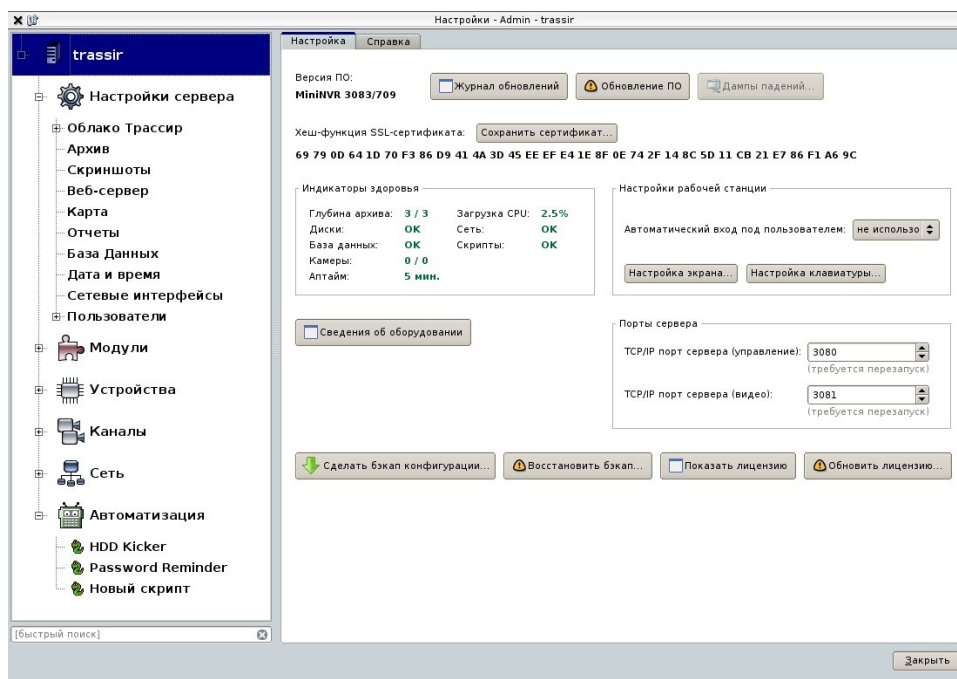 Настройки - Admin - trassir
trassir
Настройки сервера
Облако Трассир
Архив
Скриншоты
Веб-сервер
Карта
Отчеты
База Данных
Дата и время
Сетевые интерфейсы
Пользователи
Модули
Устройства
Каналы
Сеть
Автоматизация
HDD Kicker
Password Reminder
Новый скрипт
[быстрый поиск]
Настройка Справка
Версия ПО:
MiniNVR 3083/709
Журнал обновлений Обновление ПО Дампы падений...
Хеш-функция SSL-сертификата: Сохранить сертификат...
69 79 0D 64 1D 70 F3 86 D9 41 4A 3D 45 EE EF E4 1E 8F 0E 74 2F 14 8C 5D 11 CB 21 E7 86 F1 A6 9C
Индикаторы здоровья
Глубина архива: 3 / 3 Загрузка CPU: 2.5%
Диски: OK Сеть: OK
База данных: OK Скрипты: OK
Камеры: 0 / 0
Аптайм: 5 мин.
Настройки рабочей станции
Автоматический вход под пользователем: не использо
Настройка экрана... Настройка клавиатуры...
Сведения об оборудовании
Порты сервера
TCP/IP порт сервера (управление): 3080
(требуется перезапуск)
TCP/IP порт сервера (видео): 3081
(требуется перезапуск)
Сделать бэкап конфигурации... Восстановить бэкап... Показать лицензию Обновить лицензию...
Закрыть